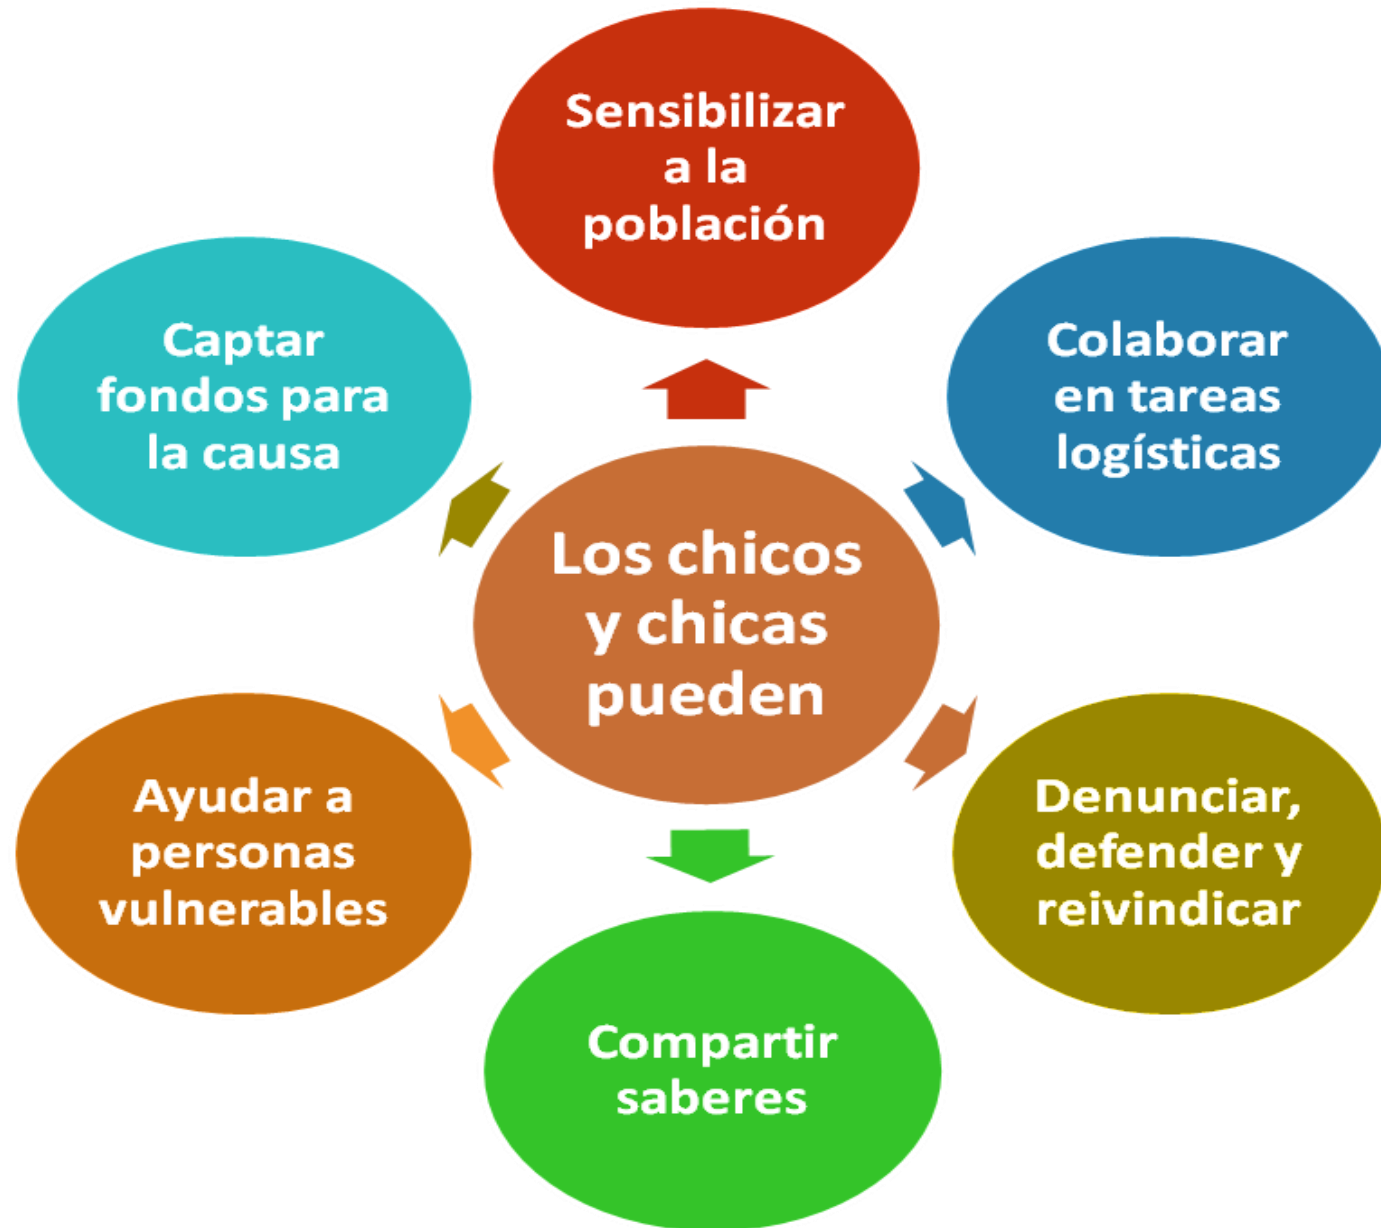 Sensibilizar
a la
población
Captar
fondos para
la causa
Colaborar
en tareas
logísticas
Los chicos
y chicas
pueden
Ayudar a
personas
vulnerables
Denunciar,
defender y
reivindicar
Compartir
saberes